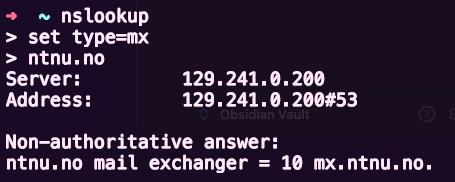 ➜ ~ nslookup
> set type=mx
> ntnu.no
Server: 129.241.0.200
Address: 129.241.0.200#53
Obsidian Vault
Non-authoritative answer:
ntnu.no mail exchanger = 10 mx.ntnu.no.